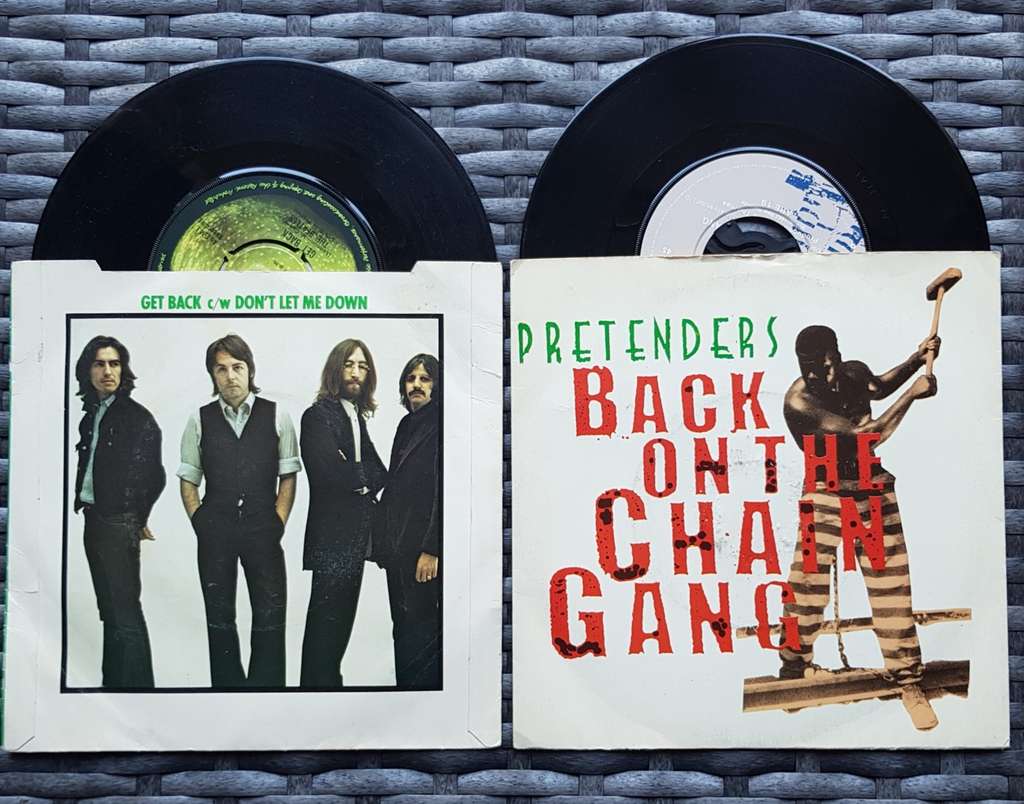 GET BACK c/w DON'T LET ME DOWN
PRETENDERS
BACK
ON THE
CHAIN
GANG